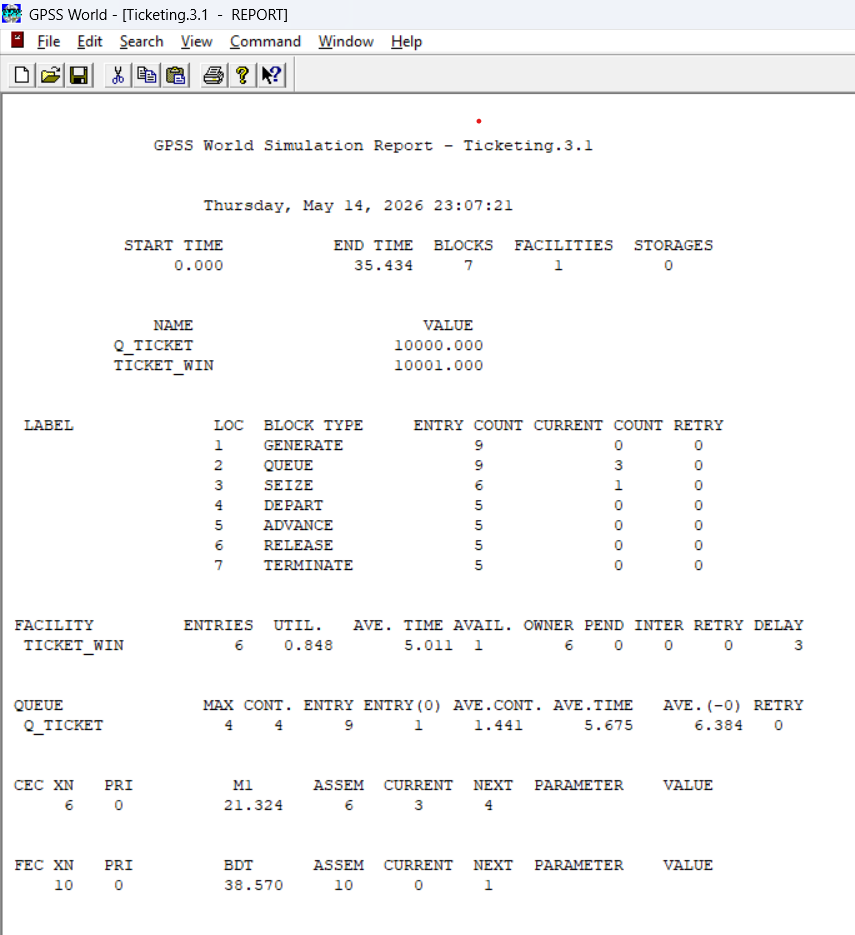 GPSS World - [Ticketing.3.1 - REPORT]
File Edit Search View Command Window Help
GPSS World Simulation Report - Ticketing.3.1
Thursday, May 14, 2026 23:07:21
START TIME END TIME BLOCKS FACILITIES STORAGES
0.000 35.434 7 1 0
NAME VALUE
Q_TICKET 10000.000
TICKET_WIN 10001.000
LABEL LOC BLOCK TYPE ENTRY COUNT CURRENT COUNT RETRY
1 GENERATE 9 0 0
2 QUEUE 9 3 0
3 SEIZE 6 1 0
4 DEPART 5 0 0
5 ADVANCE 5 0 0
6 RELEASE 5 0 0
7 TERMINATE 5 0 0
FACILITY ENTRIES UTIL. AVE. TIME AVAIL. OWNER PEND INTER RETRY DELAY
TICKET_WIN 6 0.848 5.011 1 6 0 0 0 3
QUEUE MAX CONT. ENTRY ENTRY(0) AVE.CONT. AVE.TIME AVE.(-0) RETRY
Q_TICKET 4 4 9 1 1.441 5.675 6.384 0
CEC XN PRI M1 ASSEM CURRENT NEXT PARAMETER VALUE
6 0 21.324 6 3 4
FEC XN PRI BDT ASSEM CURRENT NEXT PARAMETER VALUE
10 0 38.570 10 0 1